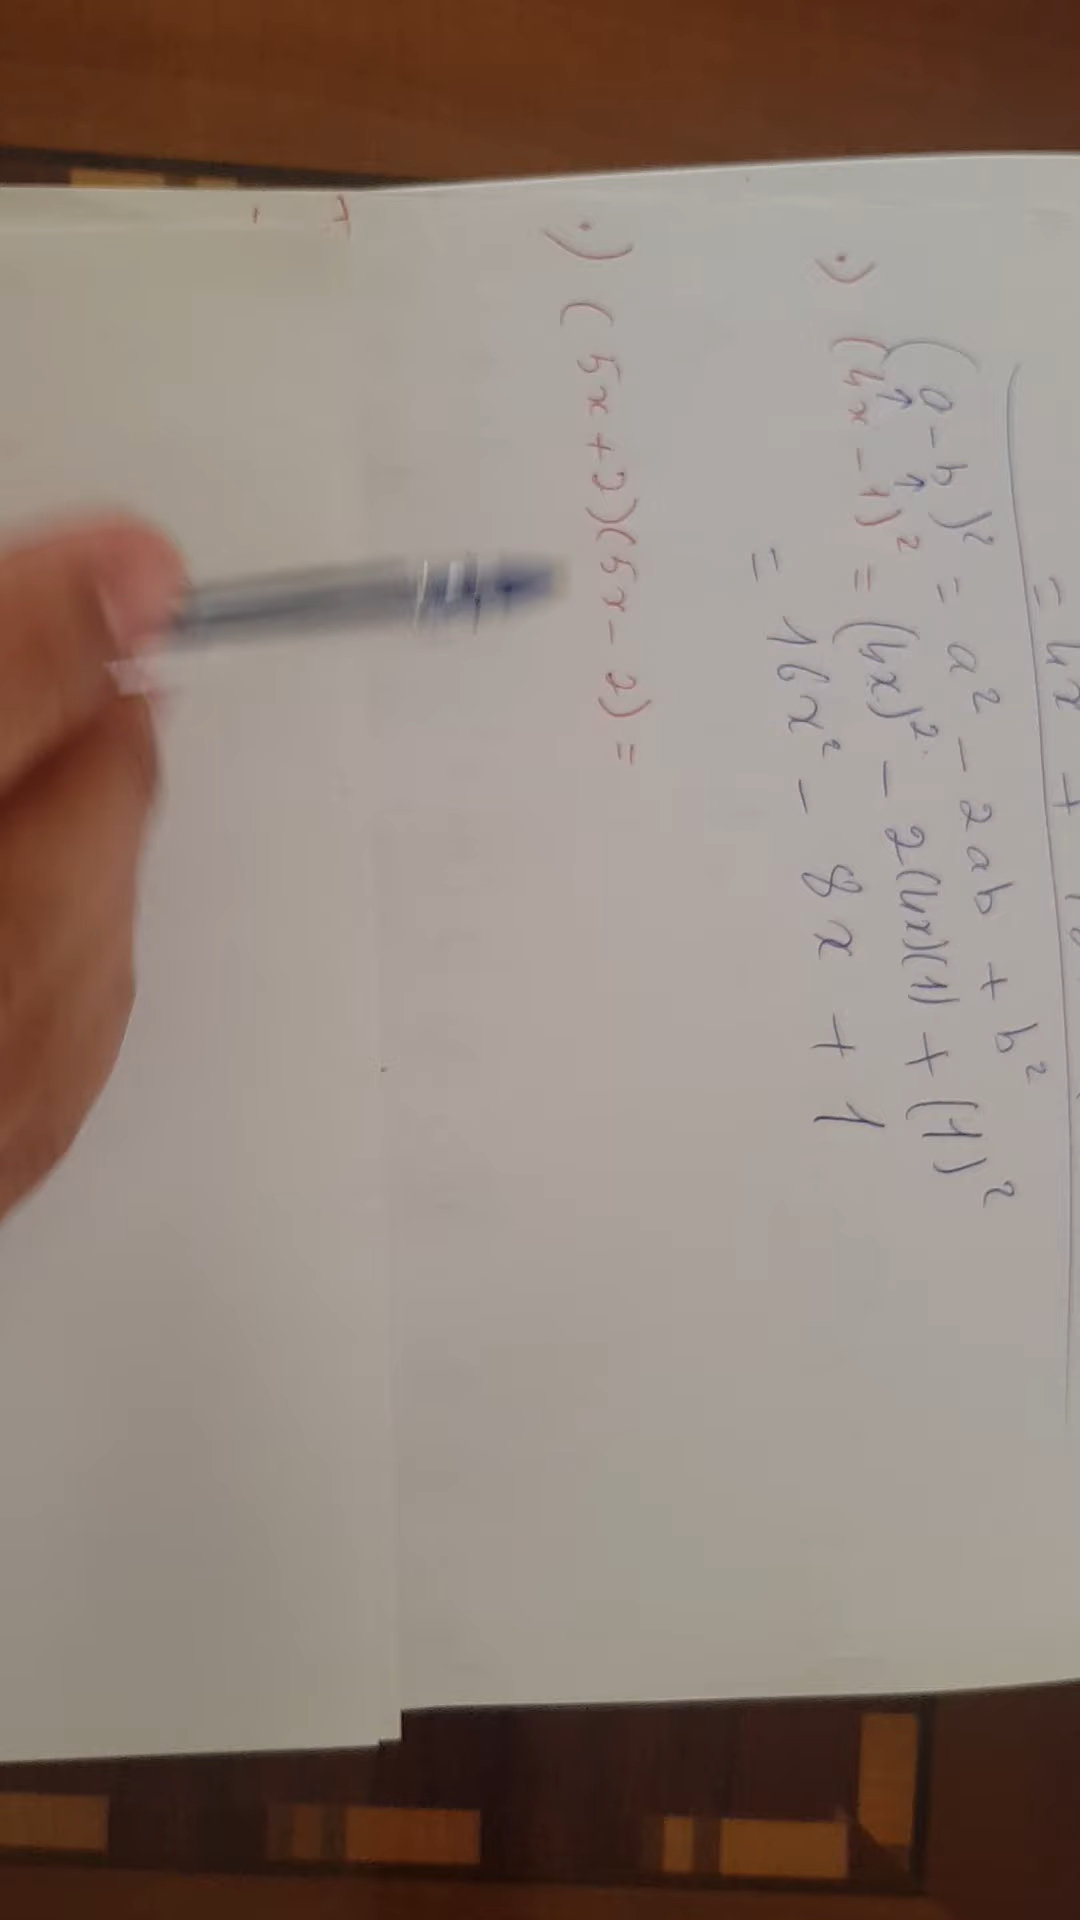 = 4x +
(a - b)² = a² - 2ab + b²
•) (4x - 1)² = (4x)² - 2(4x)(1) + (1)²
= 16x² - 8x + 1
•) (5x + 2)(5x - 2) =